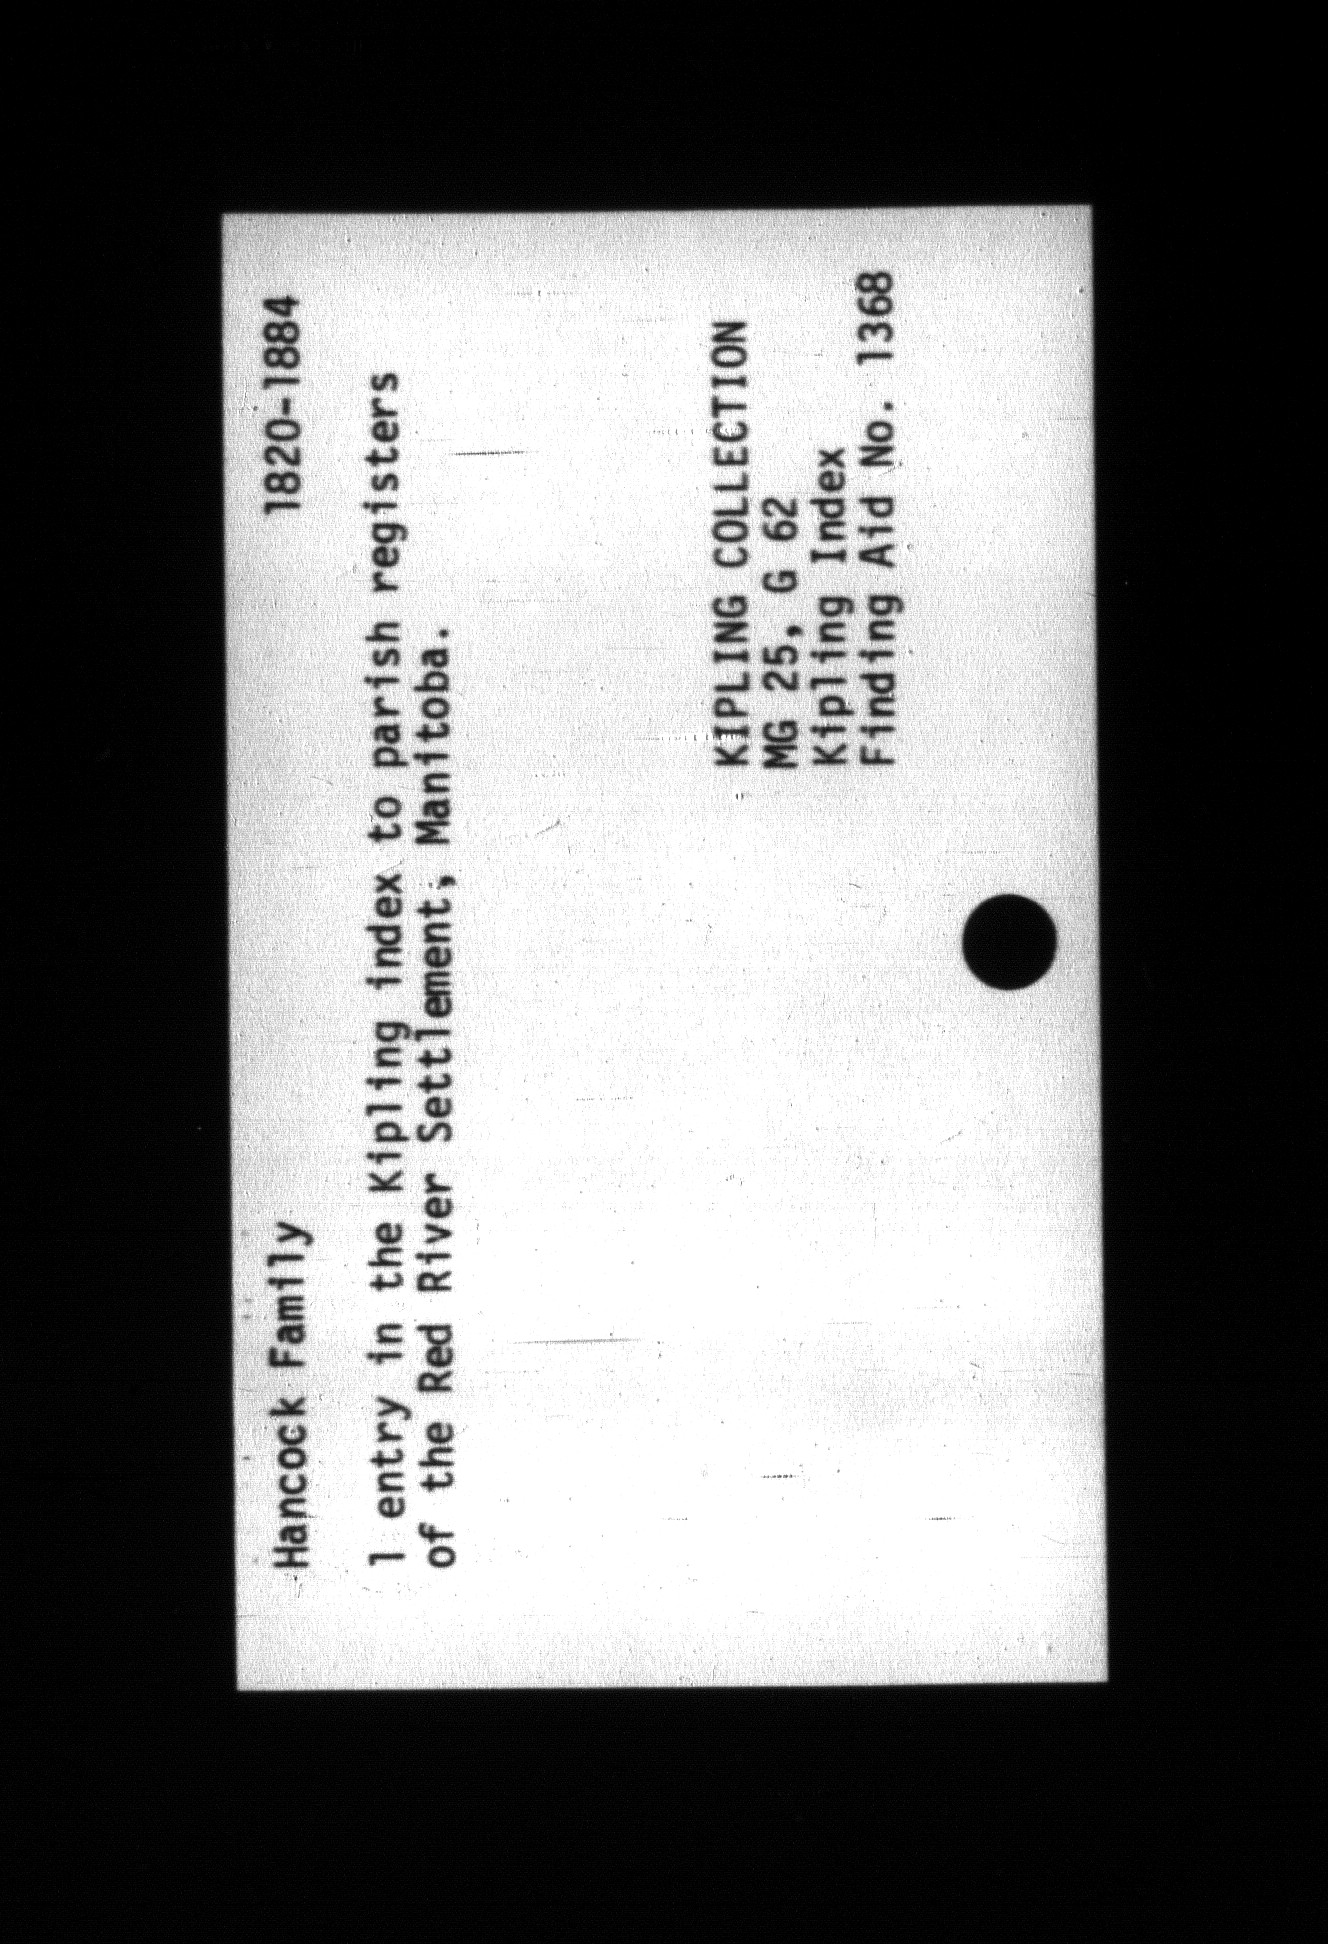 Hancock Family 1820-1884
1 entry in the Kipling index to parish registers
of the Red River Settlement, Manitoba.
KIPLING COLLECTION
MG 25, G 62
Kipling Index
Finding Aid No. 1368